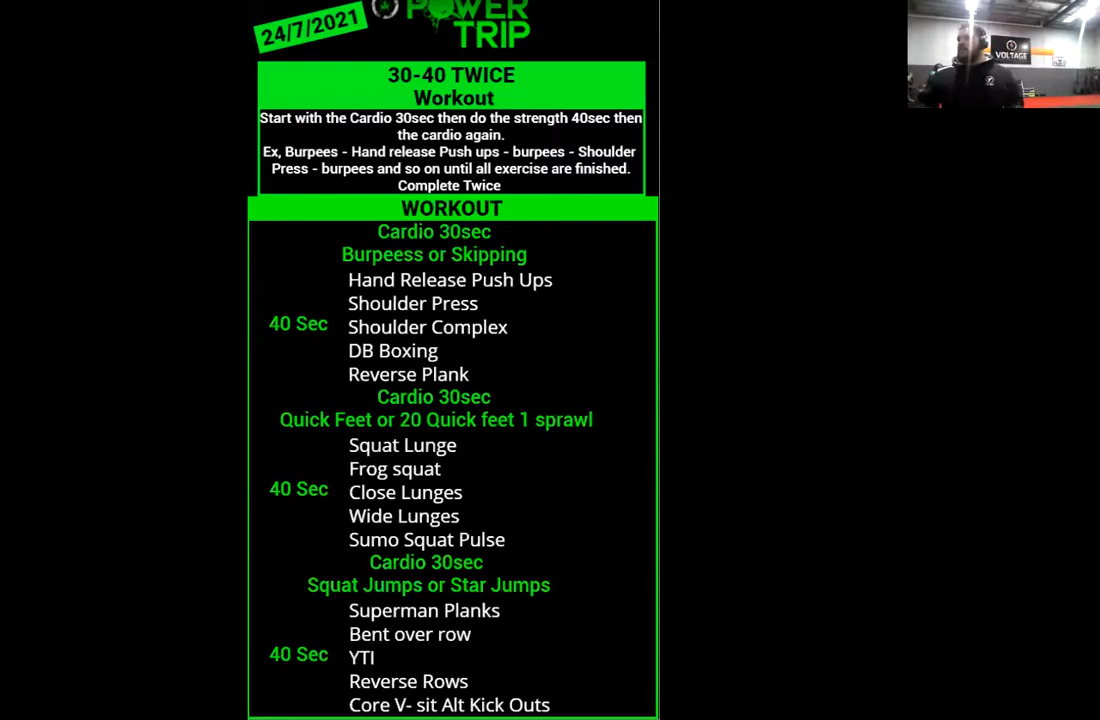 24/7/2021
POWER
TRIP
30-40 TWICE
Workout
Start with the Cardio 30sec then do the strength 40sec then
the cardio again.
Ex, Burpees - Hand release Push ups - burpees - Shoulder
Press - burpees and so on until all exercise are finished.
Complete Twice
WORKOUT
Cardio 30sec
Burpeess or Skipping
Hand Release Push Ups
Shoulder Press
40 Sec
Shoulder Complex
DB Boxing
Reverse Plank
Cardio 30sec
Quick Feet or 20 Quick feet 1 sprawl
Squat Lunge
Frog squat
40 Sec
Close Lunges
Wide Lunges
Sumo Squat Pulse
Cardio 30sec
Squat Jumps or Star Jumps
Superman Planks
Bent over row
40 Sec
YTI
Reverse Rows
Core V- sit Alt Kick Outs
VOLTAGE